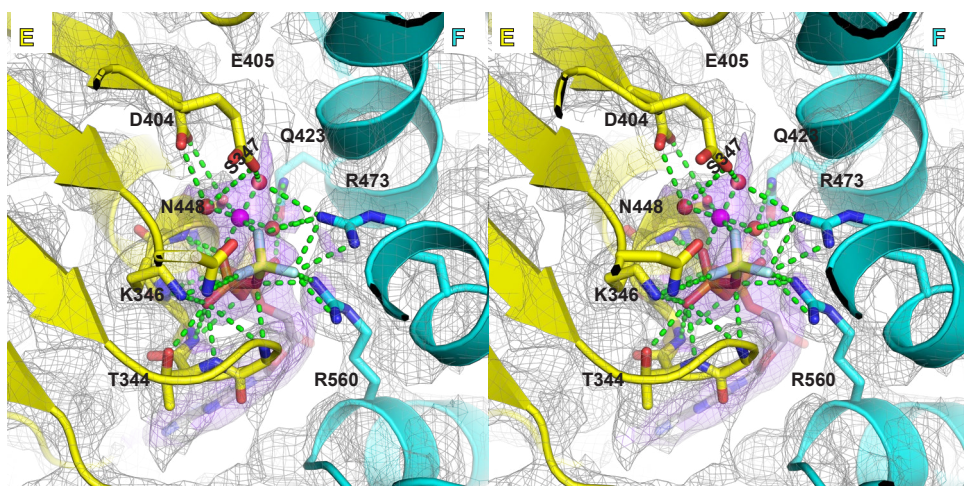 E F E F
E405 E405
D404 D404
Q423 Q423
S347 S347
R473 R473
N448 N448
K346 K346
T344 R560 T344 R560